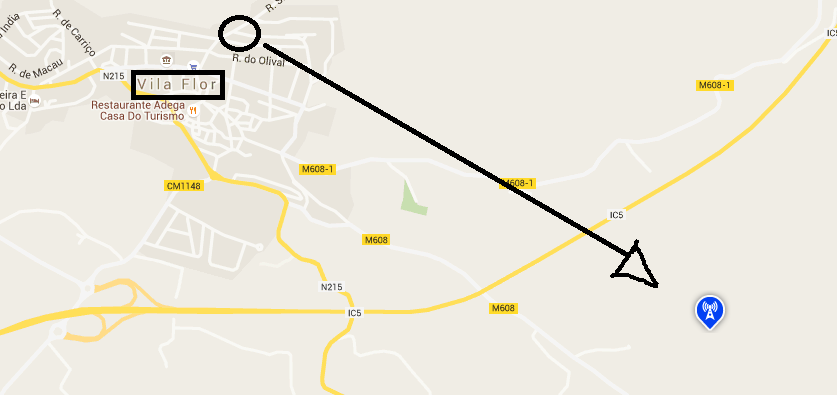 R. S
R. de Carriço
a India
IC5
R. do Olival
R. de Macau
N215
Vila Flor
M608-1
eira E
o Lda
Restaurante Adega
Casa Do Turismo
M608-1
M608-1
CM1148
IC5
M608
N215
M608
IC5